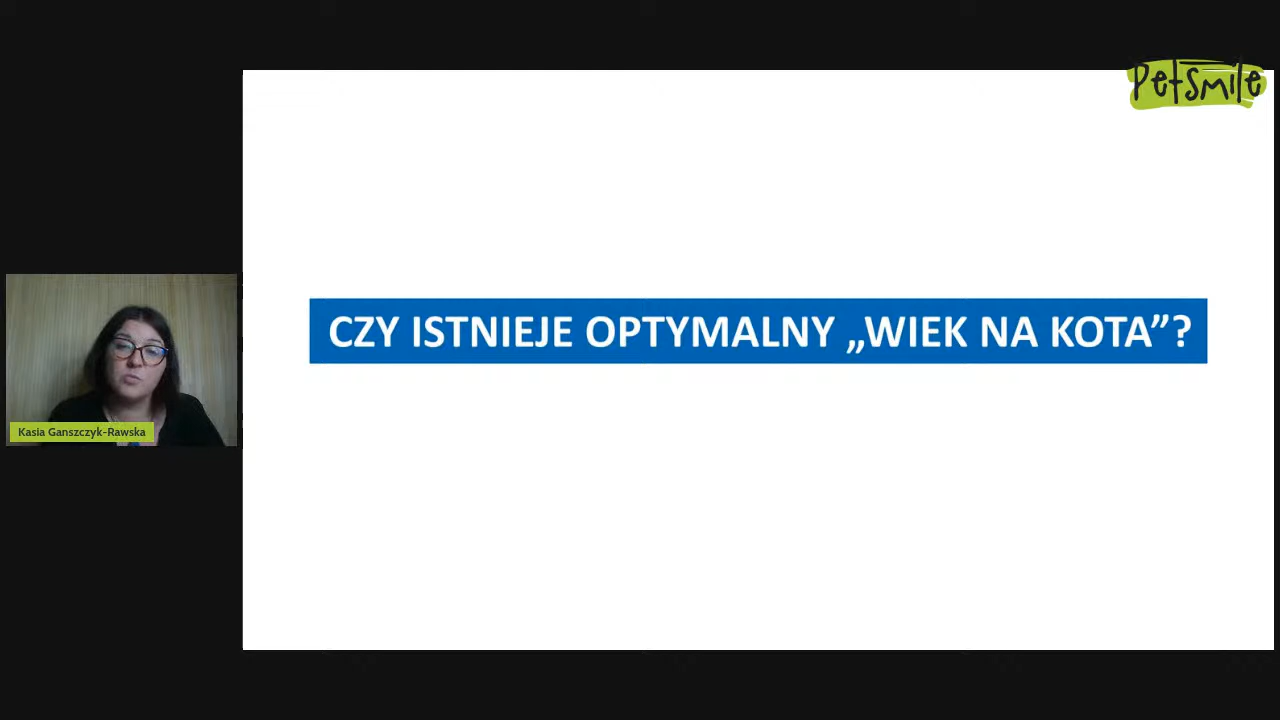 PetSmile
CZY ISTNIEJE OPTYMALNY „WIEK NA KOTA”?
Kasia Ganszczyk-Rawska